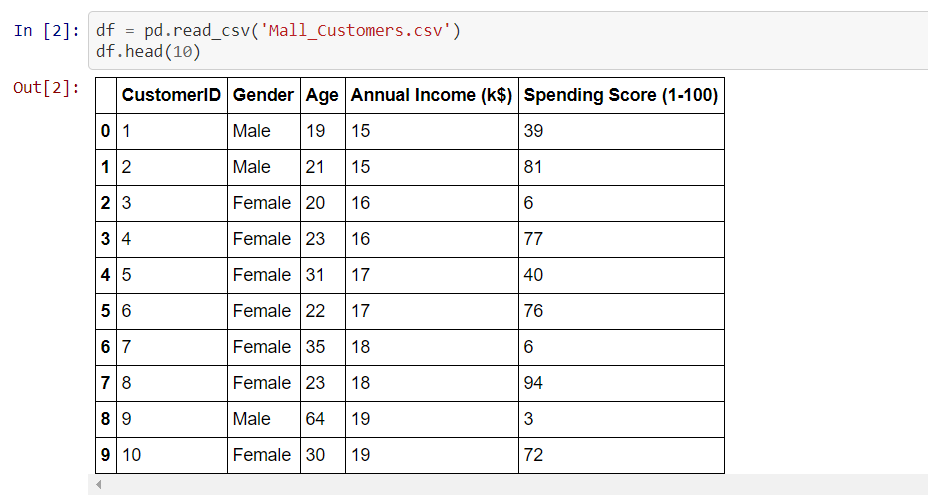 In [2]: df = pd.read_csv('Mall_Customers.csv')
df.head(10)
Out[2]:
CustomerID Gender Age Annual Income (k$) Spending Score (1-100)
0 1 Male 19 15 39
1 2 Male 21 15 81
2 3 Female 20 16 6
3 4 Female 23 16 77
4 5 Female 31 17 40
5 6 Female 22 17 76
6 7 Female 35 18 6
7 8 Female 23 18 94
8 9 Male 64 19 3
9 10 Female 30 19 72